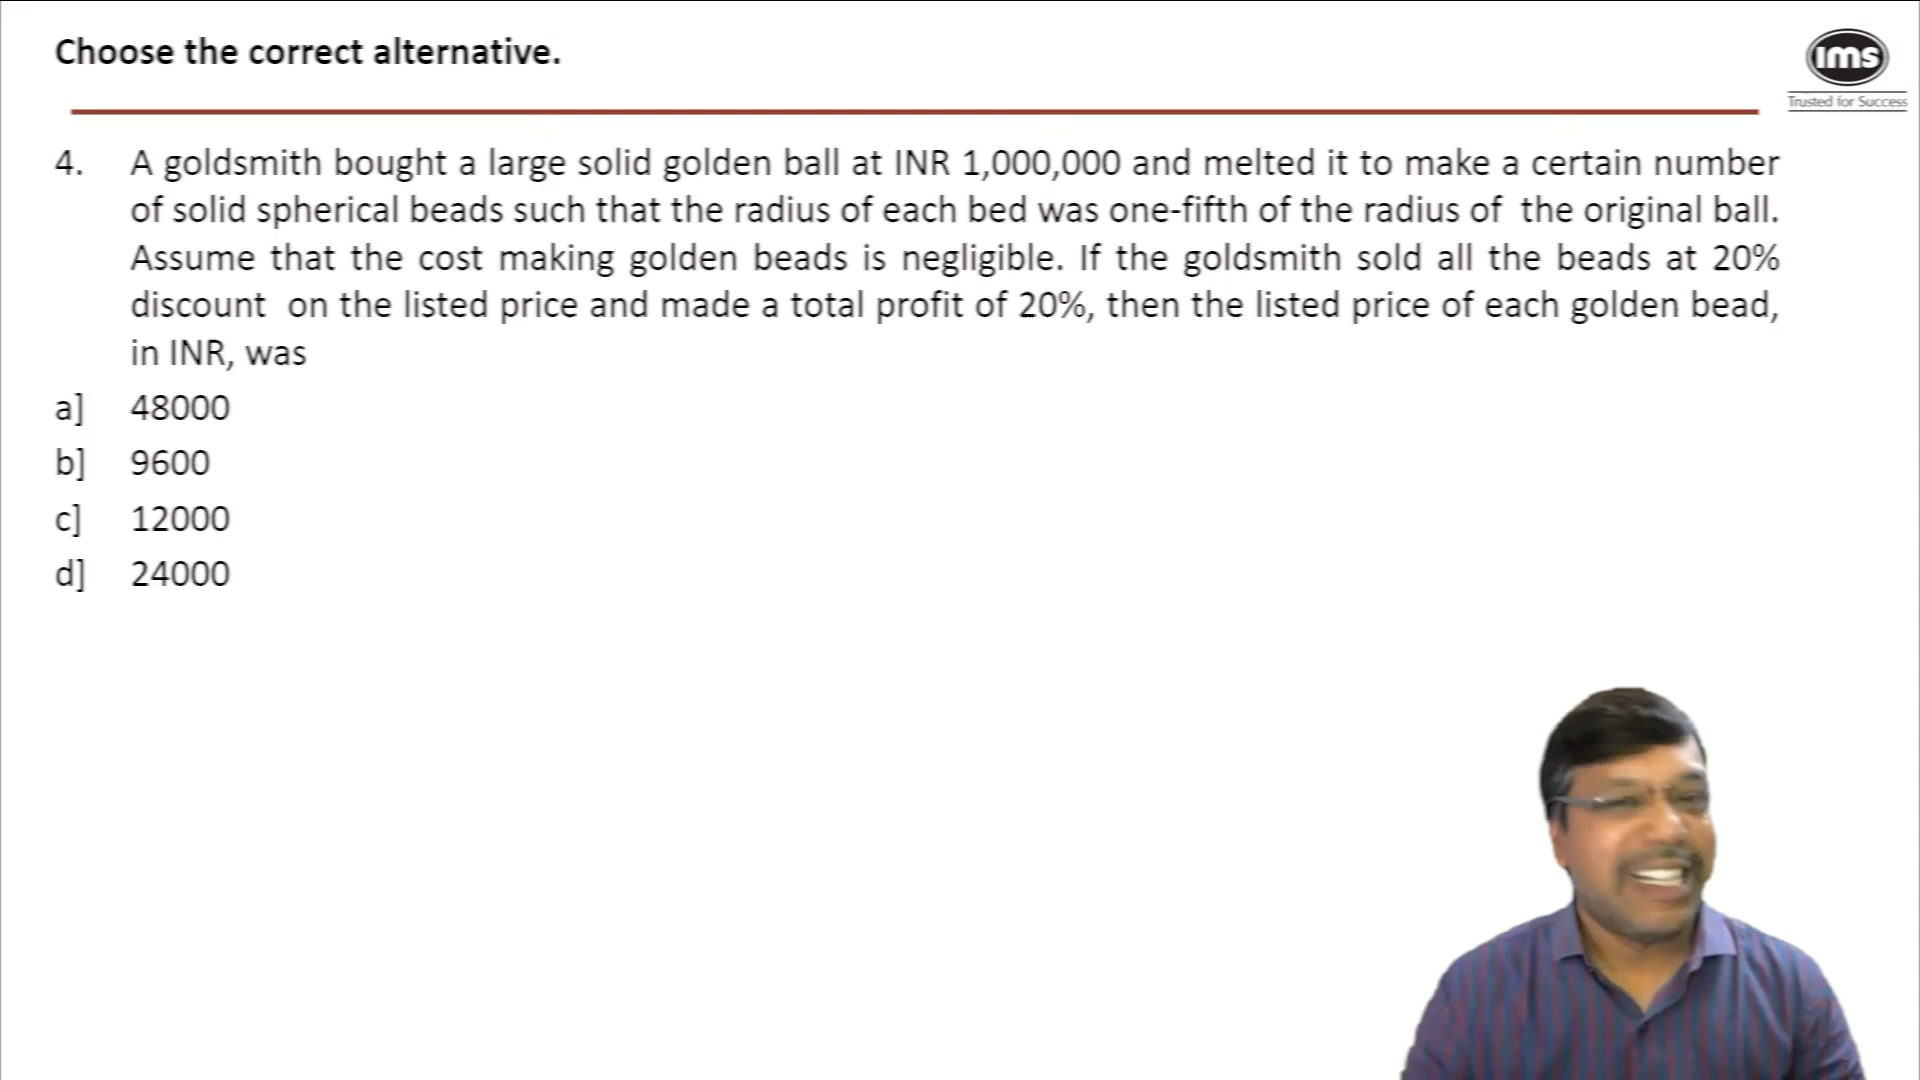 Choose the correct alternative.
ims
Trusted for Success
4. A goldsmith bought a large solid golden ball at INR 1,000,000 and melted it to make a certain number
of solid spherical beads such that the radius of each bed was one-fifth of the radius of the original ball.
Assume that the cost making golden beads is negligible. If the goldsmith sold all the beads at 20%
discount on the listed price and made a total profit of 20%, then the listed price of each golden bead,
in INR, was
a] 48000
b] 9600
c] 12000
d] 24000